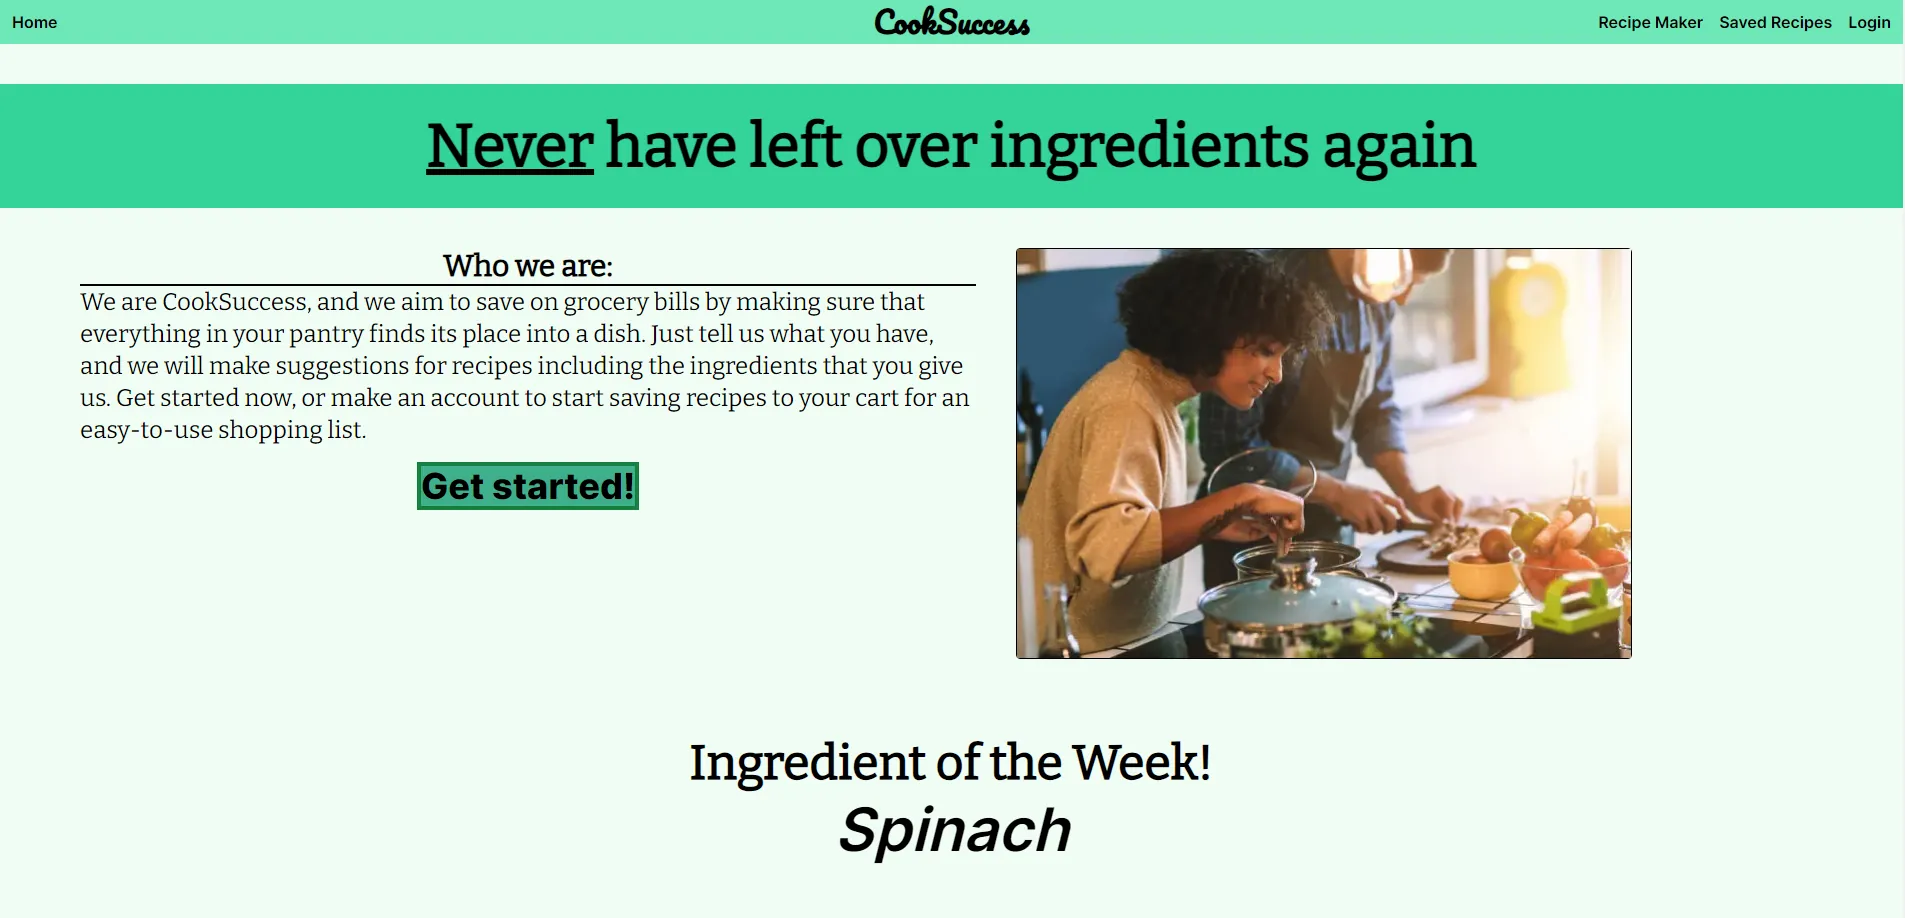 Home
CookSuccess
Recipe Maker Saved Recipes Login
Never have left over ingredients again
Who we are:
We are CookSuccess, and we aim to save on grocery bills by making sure that
everything in your pantry finds its place into a dish. Just tell us what you have,
and we will make suggestions for recipes including the ingredients that you give
us. Get started now, or make an account to start saving recipes to your cart for an
easy-to-use shopping list.
Get started!
Ingredient of the Week!
Spinach